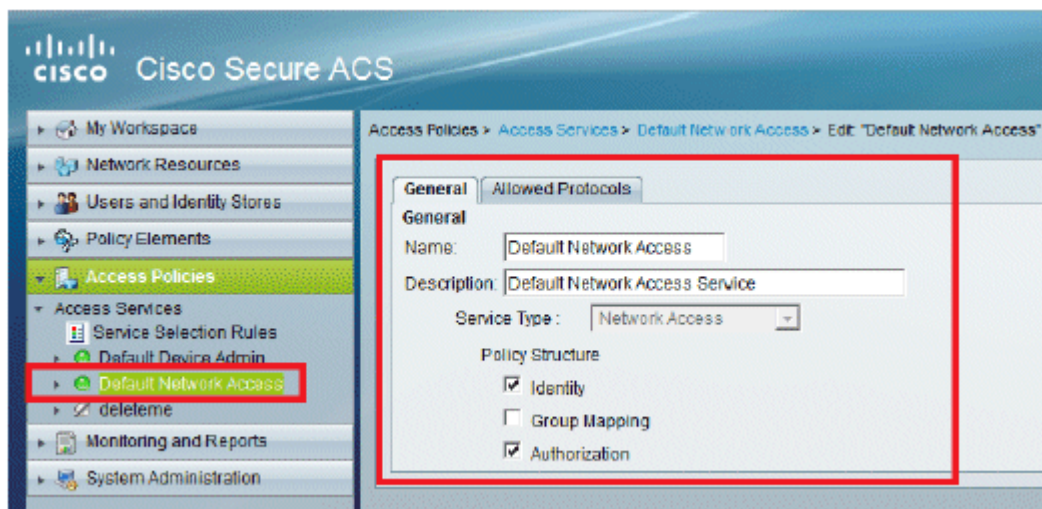 CISCO Cisco Secure ACS
My Workspace
Network Resources
Users and Identity Stores
Policy Elements
Access Policies
Access Services
Service Selection Rules
Default Device Admin
Default Network Access
deleteme
Monitoring and Reports
System Administration
Access Policies > Access Services > Default Network Access > Edit: "Default Network Access"
General Allowed Protocols
General
Name: Default Network Access
Description: Default Network Access Service
Service Type : Network Access
Policy Structure
Identity
Group Mapping
Authorization